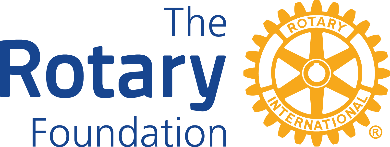 The
Rotary
Foundation
ROTARY
INTERNATIONAL
®